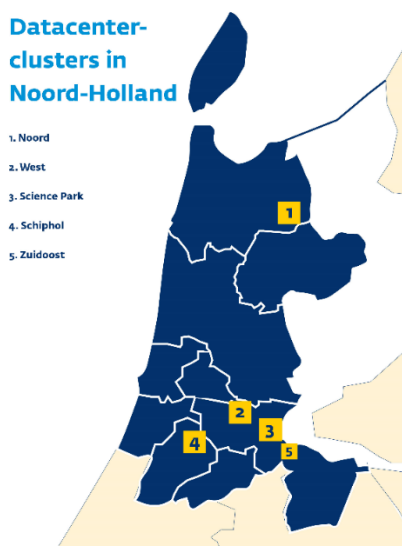 Datacenter-
clusters in
Noord-Holland
1. Noord
2. West
3. Science Park
4. Schiphol
5. Zuidoost
1
2
3
4
5